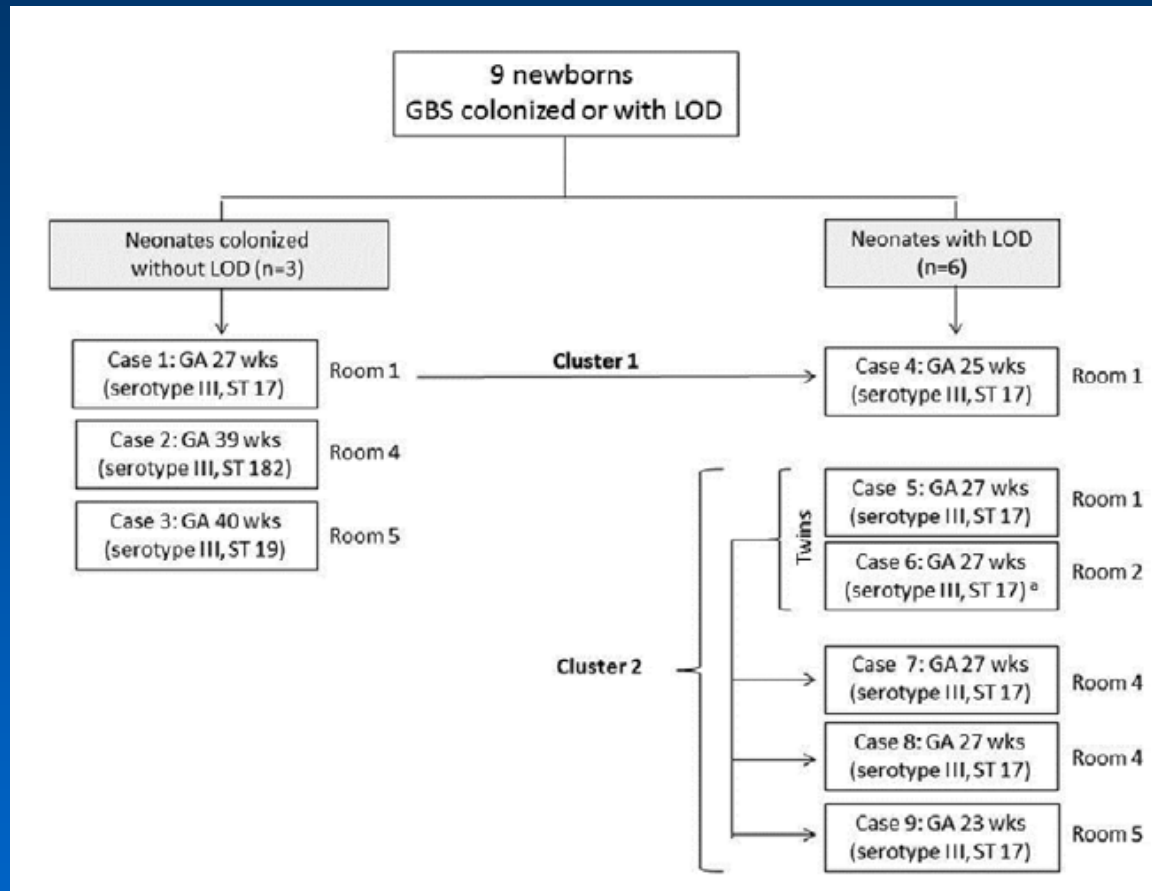 9 newborns
GBS colonized or with LOD
Neonates colonized
without LOD (n=3)
Neonates with LOD
(n=6)
Case 1: GA 27 wks
(serotype III, ST 17)
Room 1
Cluster 1
Case 4: GA 25 wks
(serotype III, ST 17)
Room 1
Case 2: GA 39 wks
(serotype III, ST 182)
Room 4
Case 3: GA 40 wks
(serotype III, ST 19)
Room 5
Cluster 2
Twins
Case 5: GA 27 wks
(serotype III, ST 17)
Room 1
Case 6: GA 27 wks
(serotype III, ST 17) a
Room 2
Case 7: GA 27 wks
(serotype III, ST 17)
Room 4
Case 8: GA 27 wks
(serotype III, ST 17)
Room 4
Case 9: GA 23 wks
(serotype III, ST 17)
Room 5